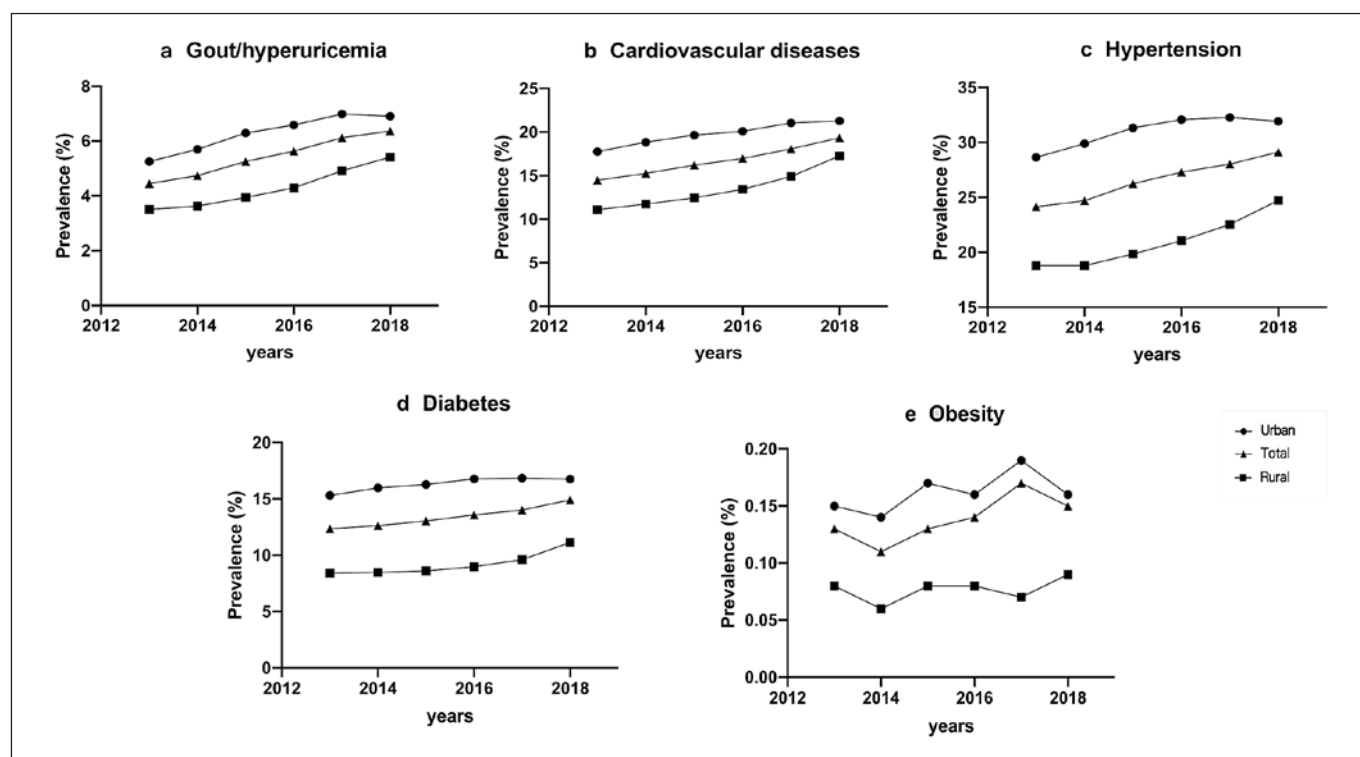 a Gout/hyperuricemia
Prevalence (%)
8
6
4
2
0
2012 2014 2016 2018
years
b Cardiovascular diseases
Prevalence (%)
25
20
15
10
5
0
2012 2014 2016 2018
years
c Hypertension
Prevalence (%)
35
30
25
20
15
2012 2014 2016 2018
years
d Diabetes
Prevalence (%)
20
15
10
5
0
2012 2014 2016 2018
years
e Obesity
Prevalence (%)
0.20
0.15
0.10
0.05
0.00
2012 2014 2016 2018
years
Urban
Total
Rural